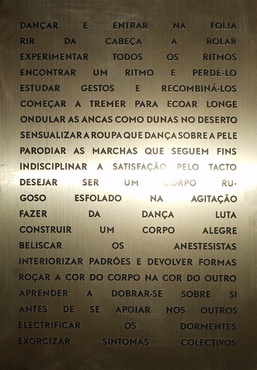 DANÇAR E ENTRAR NA FOLIA
RIR DA CABEÇA A ROLAR
EXPERIMENTAR TODOS OS RITMOS
ENCONTRAR UM RITMO E PERDÊ-LO
ESTUDAR GESTOS E RECOMBINÁ-LOS
COMEÇAR A TREMER PARA ECOAR LONGE
ONDULAR AS ANCAS COMO DUNAS NO DESERTO
SENSUALIZAR A ROUPA QUE DANÇA SOBRE A PELE
PARODIAR AS MARCHAS QUE SEGUEM FINS
INDISCIPLINAR A SATISFAÇÃO PELO TACTO
DESEJAR SER UM CORPO RU-
GOSO ESFOLADO NA AGITAÇÃO
FAZER DA DANÇA LUTA
CONSTRUIR UM CORPO ALEGRE
BELISCAR OS ANESTESISTAS
INTERIORIZAR PADRÕES E DEVOLVER FORMAS
ROÇAR A COR DO CORPO NA COR DO OUTRO
APRENDER A DOBRAR-SE SOBRE SI
ANTES DE SE APOIAR NOS OUTROS
ELECTRIFICAR OS DORMENTES
EXORCIZAR SINTOMAS COLECTIVOS